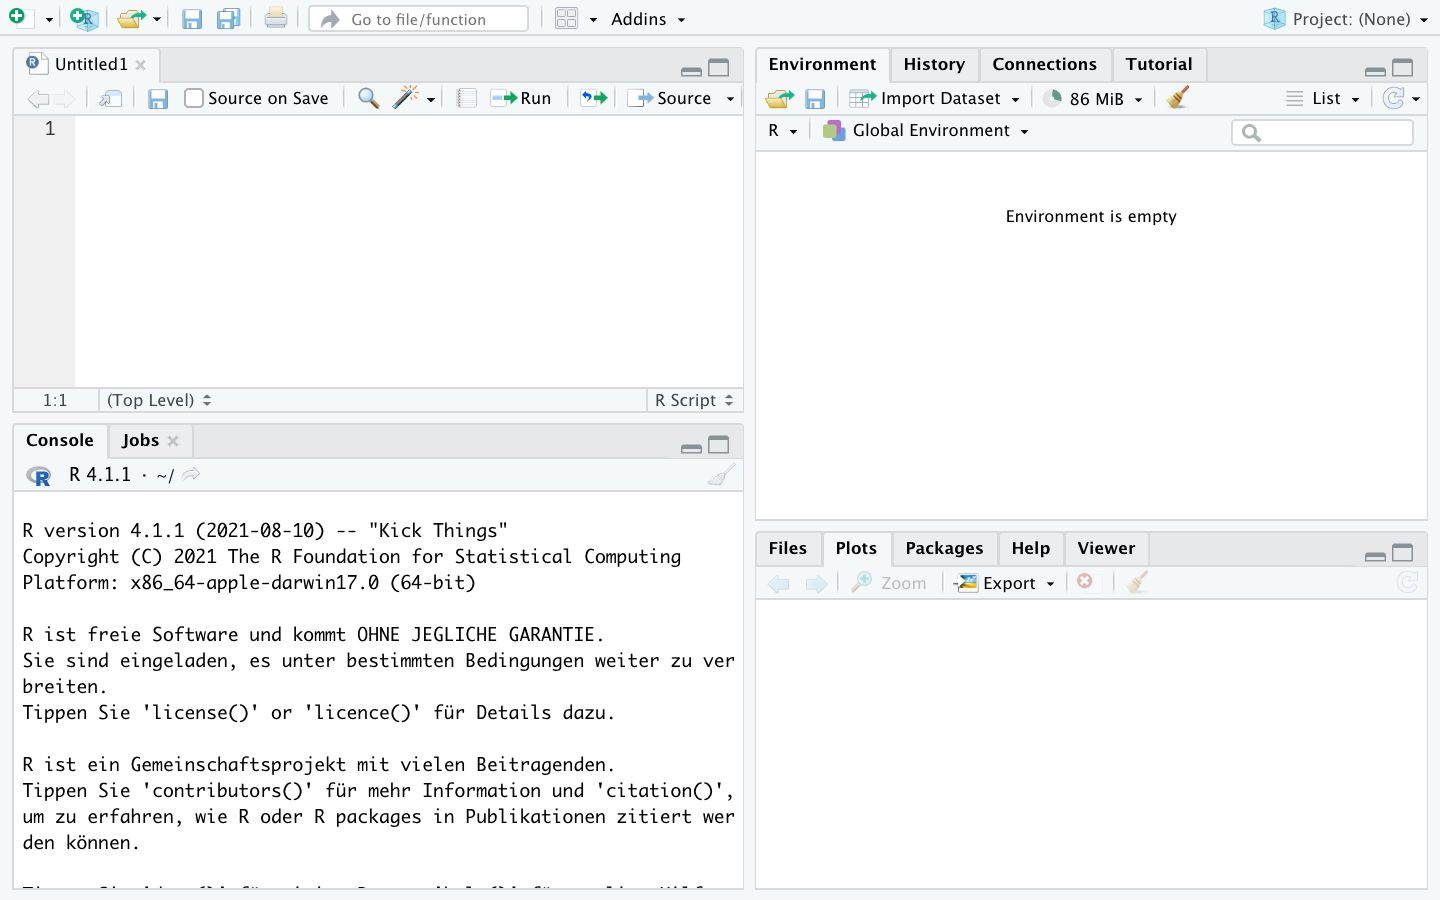 Go to file/function Addins Project: (None)
Untitled1
Source on Save Run Source
1
1:1 (Top Level) R Script
Console Jobs
R 4.1.1 · ~/
R version 4.1.1 (2021-08-10) -- "Kick Things"
Copyright (C) 2021 The R Foundation for Statistical Computing
Platform: x86_64-apple-darwin17.0 (64-bit)
R ist freie Software und kommt OHNE JEGLICHE GARANTIE.
Sie sind eingeladen, es unter bestimmten Bedingungen weiter zu ver
breiten.
Tippen Sie 'license()' or 'licence()' für Details dazu.
R ist ein Gemeinschaftsprojekt mit vielen Beitragenden.
Tippen Sie 'contributors()' für mehr Information und 'citation()',
um zu erfahren, wie R oder R packages in Publikationen zitiert wer
den können.
Environment History Connections Tutorial
Import Dataset 86 MiB List
R Global Environment
Environment is empty
Files Plots Packages Help Viewer
Zoom Export